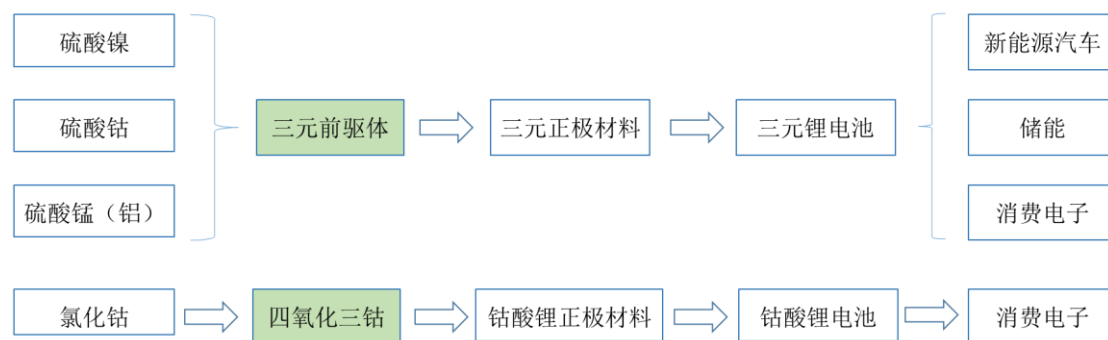 硫酸镍
硫酸钴
硫酸锰（铝）
三元前驱体
三元正极材料
三元锂电池
新能源汽车
储能
消费电子
氯化钴
四氧化三钴
钴酸锂正极材料
钴酸锂电池
消费电子